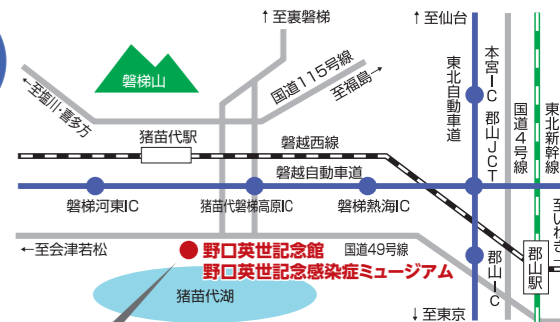 ↑至裏磐梯
↑至仙台
磐梯山
国道115号線
至福島→
←至塩川・喜多方
東北自動車道
本宮IC
郡山JCT
国道4号線
東北新幹線
猪苗代駅
磐越西線
磐越自動車道
磐梯河東IC
猪苗代磐梯高原IC
磐梯熱海IC
至いわき→
←至会津若松
野口英世記念館
国道49号線
野口英世記念感染症ミュージアム
郡山IC
郡山駅
猪苗代湖
↓至東京